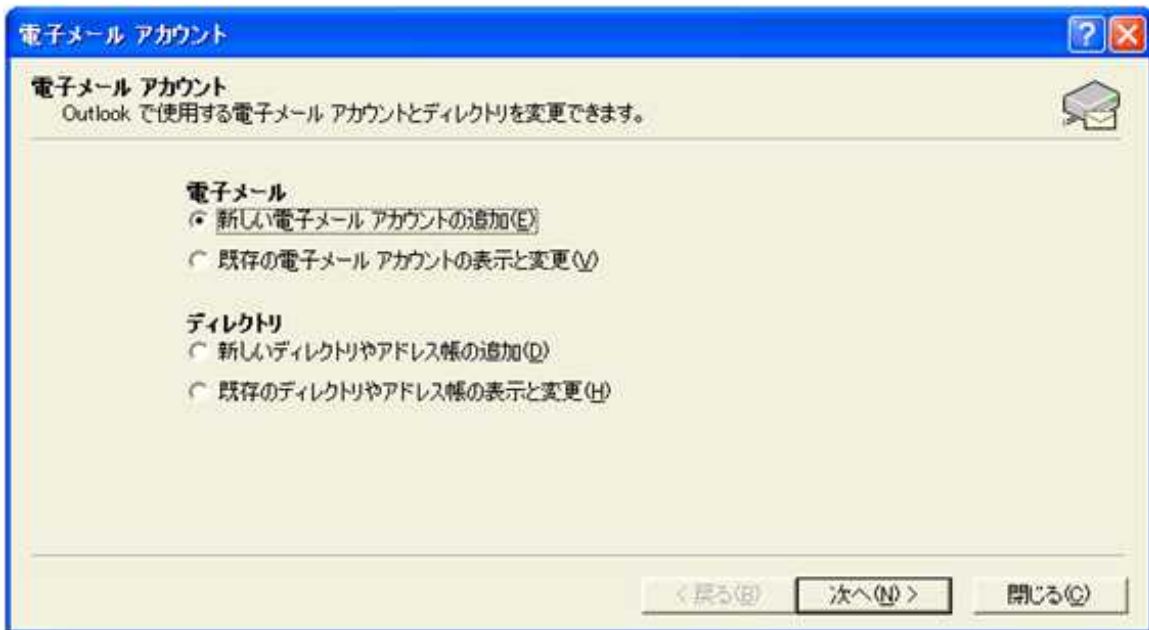 電子メール アカウント
電子メール アカウント
Outlook で使用する電子メール アカウントとディレクトリを変更できます。
電子メール
新しい電子メール アカウントの追加(E)
既存の電子メール アカウントの表示と変更(V)
ディレクトリ
新しいディレクトリやアドレス帳の追加(D)
既存のディレクトリやアドレス帳の表示と変更(H)
< 戻る(B) 次へ(N) > 閉じる(C)